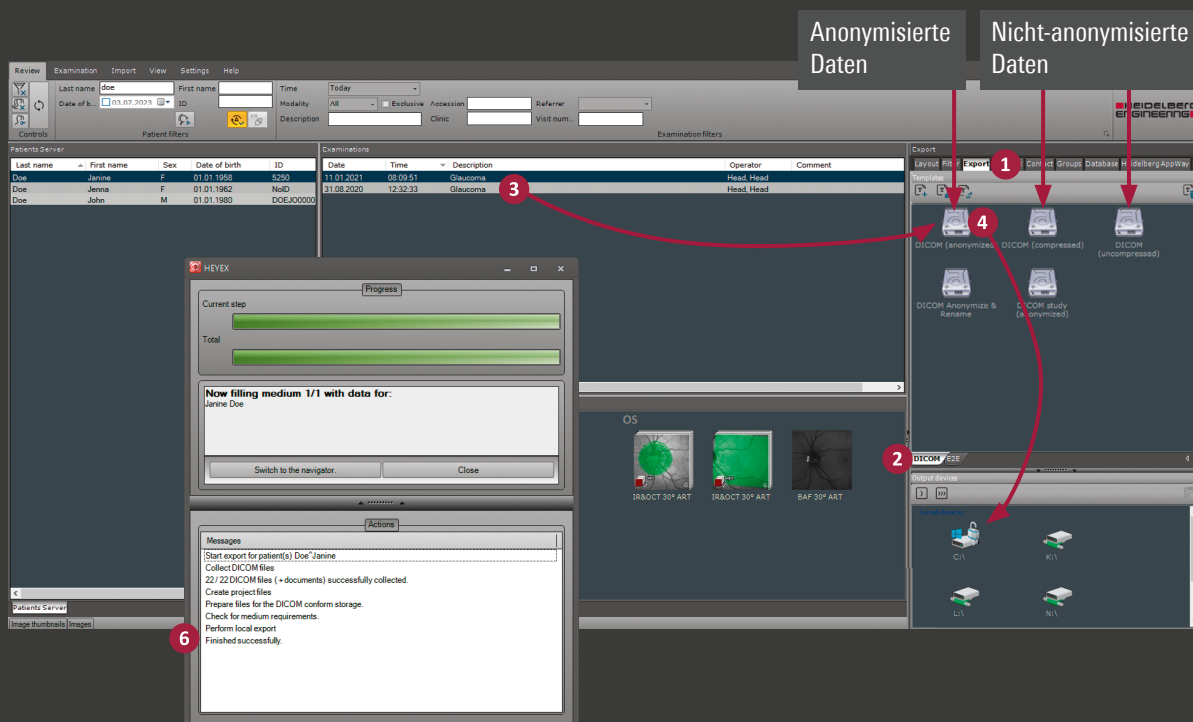 Anonymisierte Daten
Nicht-anonymisierte Daten
Review Examination Import View Settings Help
Last name doe First name Time Today
Date of b... 03.07.2023 ID Modality All Exclusive Accession Referrer
Description Clinic Visit num...
Controls Patient filters Examination filters
HEIDELBERG ENGINEERING
Patients Server Examinations Export
Last name First name Sex Date of birth ID
Doe Janine F 01.01.1958 5250
Doe Jenna F 01.01.1962 NoID
Doe John M 01.01.1980 DOEJO0000
Date Time Description Operator Comment
11.01.2021 08:09:51 Glaucoma Head, Head
31.08.2020 12:32:33 Glaucoma Head, Head
3
Layout Filter Export 1 Contact Groups Database Heidelberg AppWay
Templates
4
DICOM (anonymized) DICOM (compressed) DICOM (uncompressed)
DICOM Anonymize & Rename DICOM study (anonymized)
2
DICOM E2E
Output devices
Local devices
C:\ K:\
L:\ N:\
HEYEX
Progress
Current step
Total
Now filling medium 1/1 with data for:
Janine Doe
Switch to the navigator. Close
Actions
Messages
Start export for patient(s) Doe^Janine
Collect DICOM files
22 / 22 DICOM files ( + documents) successfully collected.
Create project files
Prepare files for the DICOM conform storage.
Check for medium requirements.
Perform local export
6
Finished successfully.
OS
IR&OCT 30° ART IR&OCT 30° ART BAF 30° ART
Patients Server
Image thumbnails Images